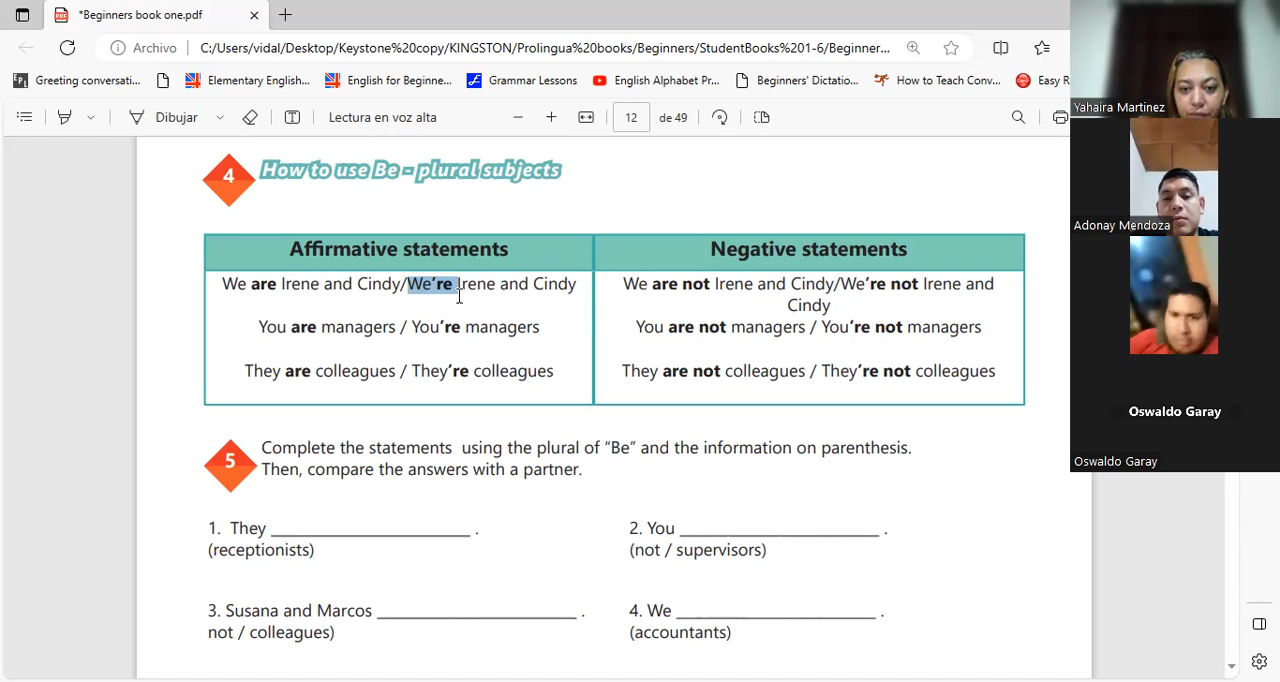 *Beginners book one.pdf
Archivo
C:/Users/vidal/Desktop/Keystone%20copy/KINGSTON/Prolingua%20books/Beginners/StudentBooks%201-6/Beginner...
Greeting conversati...
Elementary English...
English for Beginne...
Grammar Lessons
English Alphabet Pr...
Beginners' Dictatio...
How to Teach Conv...
Easy R
Dibujar
Lectura en voz alta
12
de 49
4
How to use Be - plural subjects
Affirmative statements
Negative statements
We are Irene and Cindy/We're Irene and Cindy
You are managers / You're managers
They are colleagues / They're colleagues
We are not Irene and Cindy/We're not Irene and
Cindy
You are not managers / You're not managers
They are not colleagues / They're not colleagues
5
Complete the statements using the plural of “Be” and the information on parenthesis.
Then, compare the answers with a partner.
1. They ____________________ .
(receptionists)
2. You ____________________ .
(not / supervisors)
3. Susana and Marcos ____________________ .
not / colleagues)
4. We ____________________ .
(accountants)
Yahaira Martinez
Adonay Mendoza
Oswaldo Garay
Oswaldo Garay